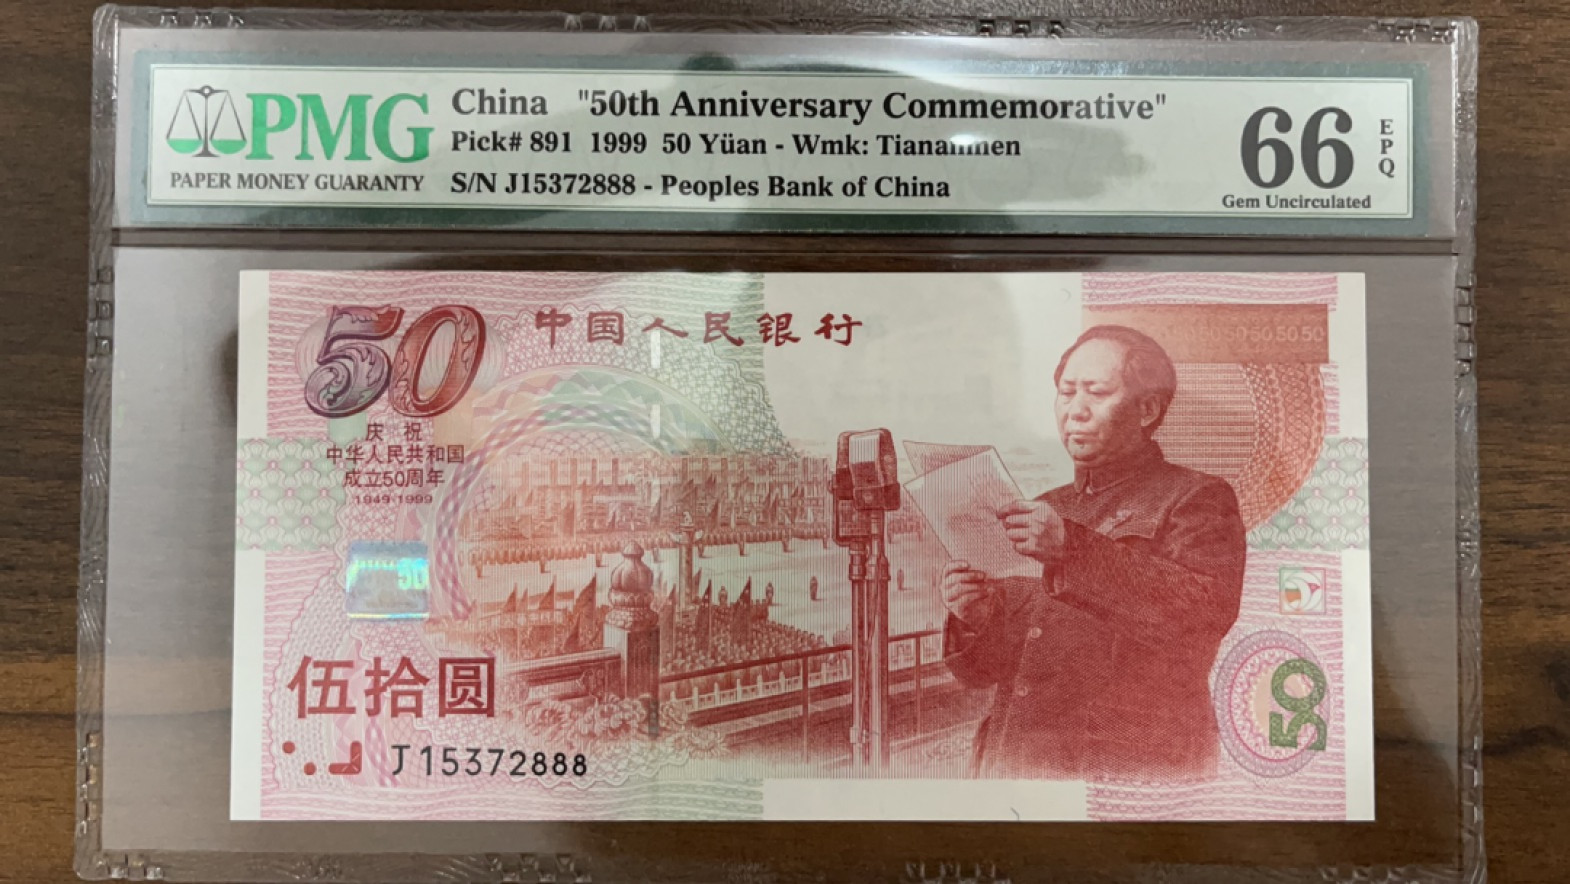 PMG
PAPER MONEY GUARANTY
China "50th Anniversary Commemorative"
Pick# 891 1999 50 Yüan - Wmk: Tiananmen
S/N J15372888 - Peoples Bank of China
66
EPQ
Gem Uncirculated
50
中国人民银行
庆祝
中华人民共和国
成立50周年
1949-1999
50
伍拾圆
J15372888
50